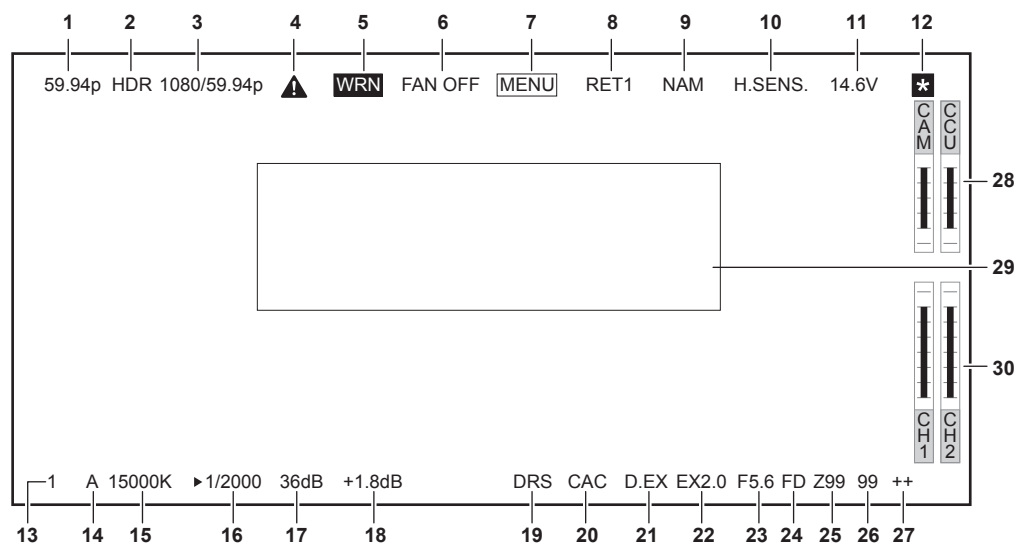 1 2 3 4 5 6 7 8 9 10 11 12
59.94p HDR 1080/59.94p WRN FAN OFF MENU RET1 NAM H.SENS. 14.6V *
CAM CCU
28
29
30
CH1 CH2
1 A 15000K ▶1/2000 36dB +1.8dB DRS CAC D.EX EX2.0 F5.6 FD Z99 99 ++
13 14 15 16 17 18 19 20 21 22 23 24 25 26 27